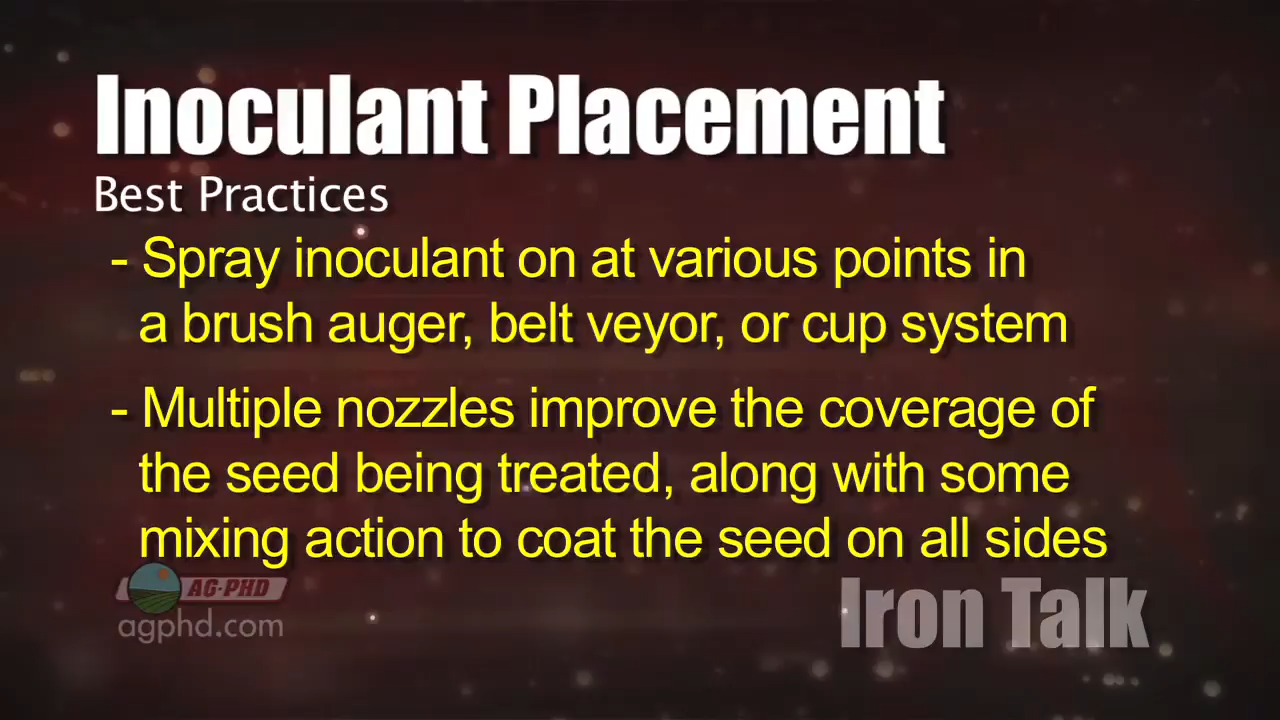 Inoculant Placement
Best Practices
- Spray inoculant on at various points in
a brush auger, belt veyor, or cup system
- Multiple nozzles improve the coverage of
the seed being treated, along with some
mixing action to coat the seed on all sides
AG·PHD
agphd.com
Iron Talk